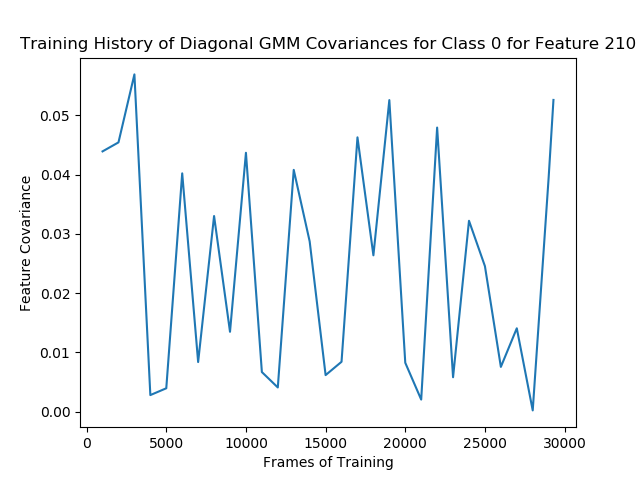 Training History of Diagonal GMM Covariances for Class 0 for Feature 210
Feature Covariance
0.05
0.04
0.03
0.02
0.01
0.00
0 5000 10000 15000 20000 25000 30000
Frames of Training